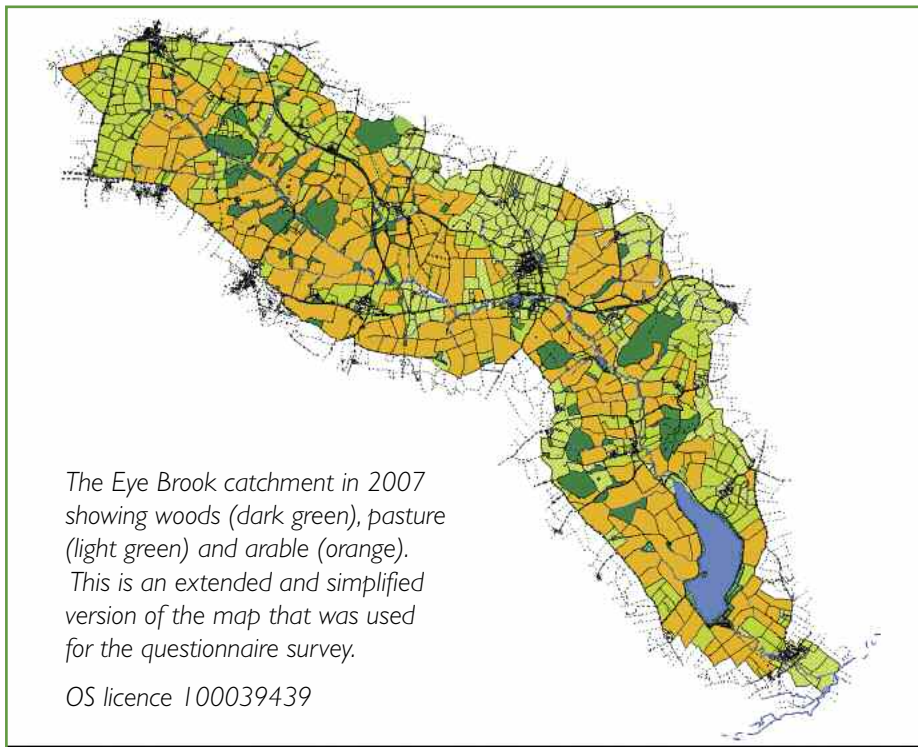 The Eye Brook catchment in 2007
showing woods (dark green), pasture
(light green) and arable (orange).
This is an extended and simplified
version of the map that was used
for the questionnaire survey.
OS licence 100039439